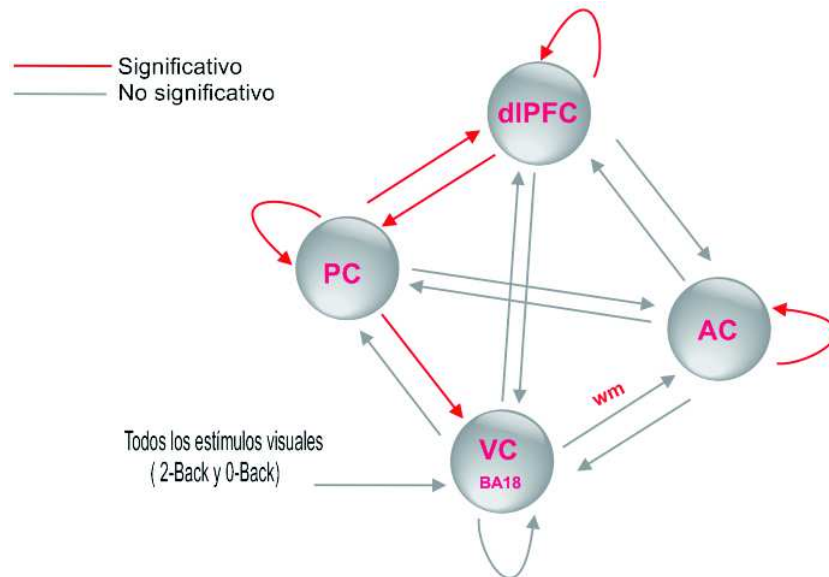 Significativo
No significativo
dlPFC
PC
AC
wm
VC
BA18
Todos los estímulos visuales
( 2-Back y 0-Back)